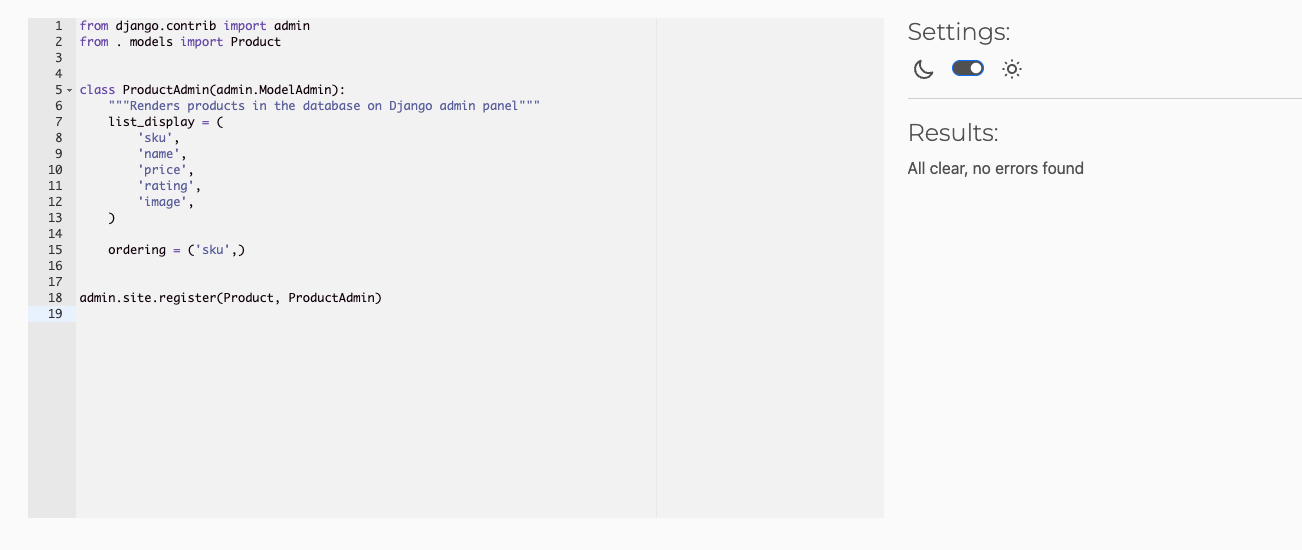 1 from django.contrib import admin
2 from . models import Product
3
4
5 class ProductAdmin(admin.ModelAdmin):
6     """Renders products in the database on Django admin panel"""
7     list_display = (
8         'sku',
9         'name',
10         'price',
11         'rating',
12         'image',
13     )
14
15     ordering = ('sku',)
16
17
18 admin.site.register(Product, ProductAdmin)
19
Settings:
Results:
All clear, no errors found